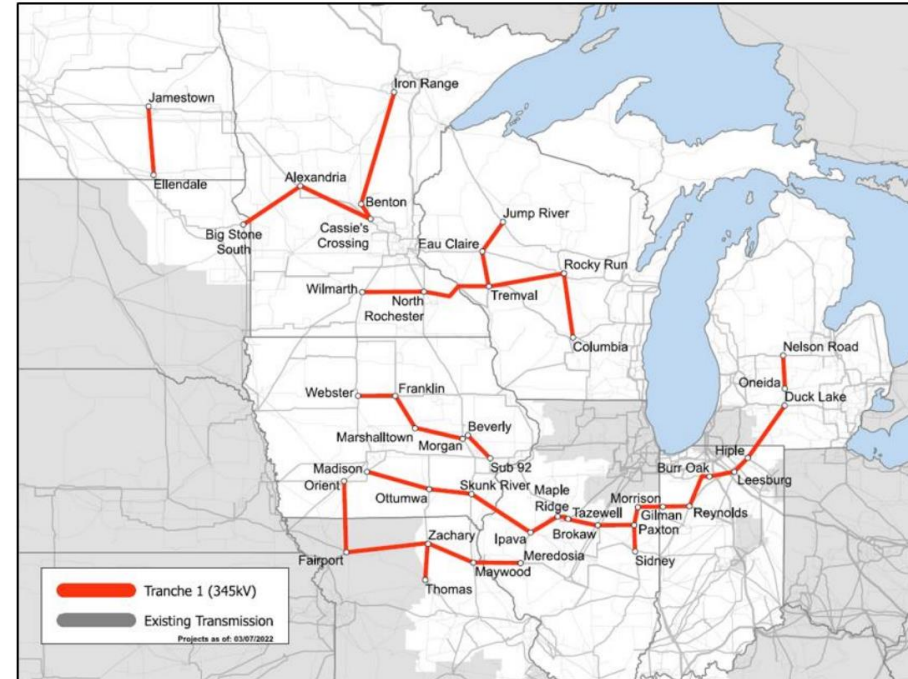 Iron Range
Jamestown
Alexandria
Ellendale
Benton
Jump River
Big Stone
South
Cassie's
Crossing
Eau Claire
Rocky Run
Wilmarth
North
Rochester
Tremval
Columbia
Nelson Road
Oneida
Duck Lake
Webster
Franklin
Marshalltown
Morgan
Beverly
Sub 92
Hiple
Madison
Orient
Burr Oak
Leesburg
Ottumwa
Skunk River
Maple
Ridge
Tazewell
Morrison
Gilman
Reynolds
Paxton
Brokaw
Ipava
Zachary
Meredosia
Sidney
Fairport
Maywood
Thomas
Tranche 1 (345kV)
Existing Transmission
Projects as of: 03/07/2022